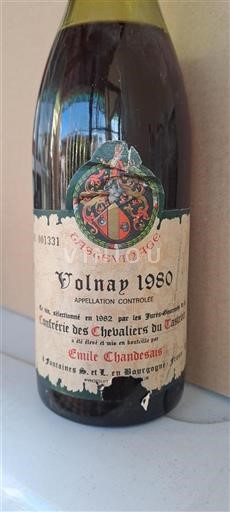 TASTEVINAGE
001331
Volnay 1980
APPELLATION CONTROLÉE
Ce vin, sélectionné en 1982 par les Jurés-Gourmets de la
Confrérie des Chevaliers du Tastevin
a été élevé et mis en bouteille par
Emile Chandesais
à Fontaines S. et L. en Bourgogne, France